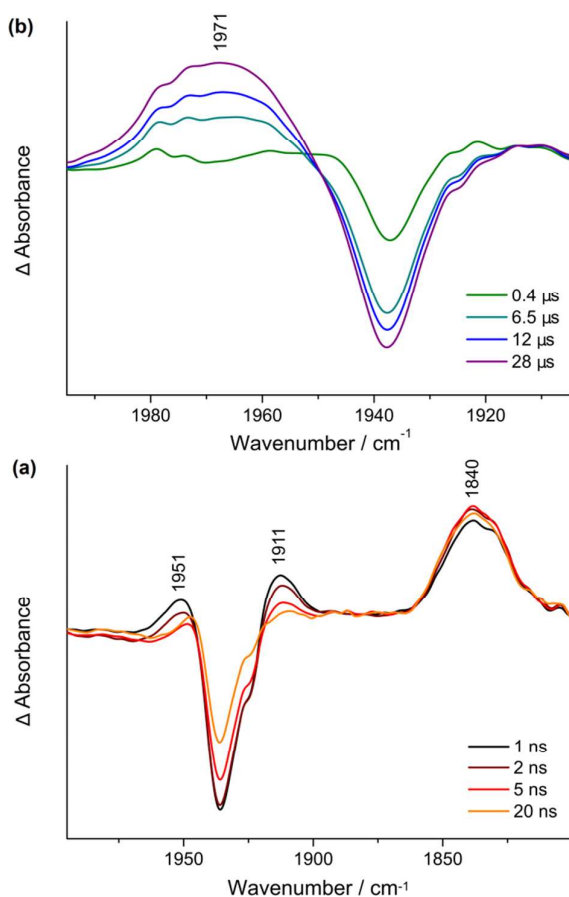 (b)
1971
Δ Absorbance
0.4 µs
6.5 µs
12 µs
28 µs
1980 1960 1940 1920
Wavenumber / cm-1
(a)
1951
1911
1840
Δ Absorbance
1 ns
2 ns
5 ns
20 ns
1950 1900 1850
Wavenumber / cm-1